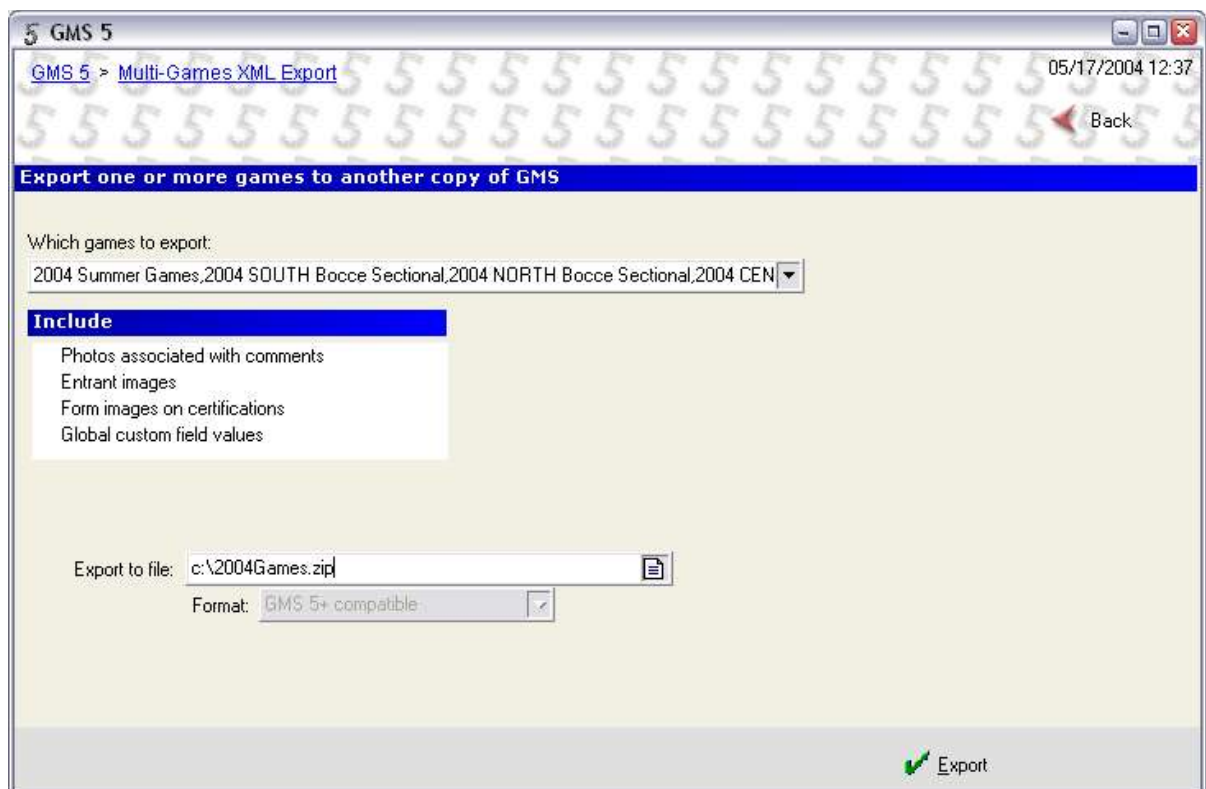 5 GMS 5
GMS 5 > Multi-Games XML Export
05/17/2004 12:37
Back
Export one or more games to another copy of GMS
Which games to export:
2004 Summer Games,2004 SOUTH Bocce Sectional,2004 NORTH Bocce Sectional,2004 CEN
Include
Photos associated with comments
Entrant images
Form images on certifications
Global custom field values
Export to file: c:\2004Games.zip
Format: GMS 5+ compatible
Export